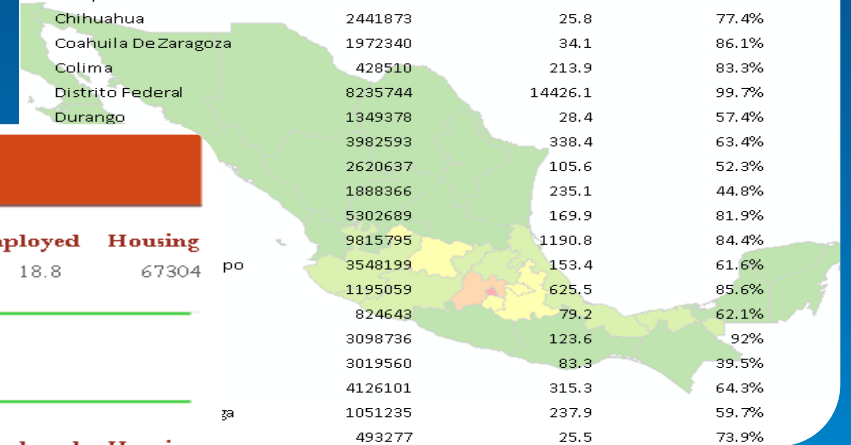 Chihuahua 2441873 25.8 77.4%
Coahuila De Zaragoza 1972340 34.1 86.1%
Colima 428510 213.9 83.3%
Distrito Federal 8235744 14426.1 99.7%
Durango 1349378 28.4 57.4%
3982593 338.4 63.4%
2620637 105.6 52.3%
1888366 235.1 44.8%
5302689 169.9 81.9%
nployed Housing 9815795 1190.8 84.4%
18.8 67304 po 3548199 153.4 61.6%
1195059 625.5 85.6%
824643 79.2 62.1%
3098736 123.6 92%
3019560 83.3 39.5%
4126101 315.3 64.3%
ga 1051235 237.9 59.7%
493277 25.5 73.9%